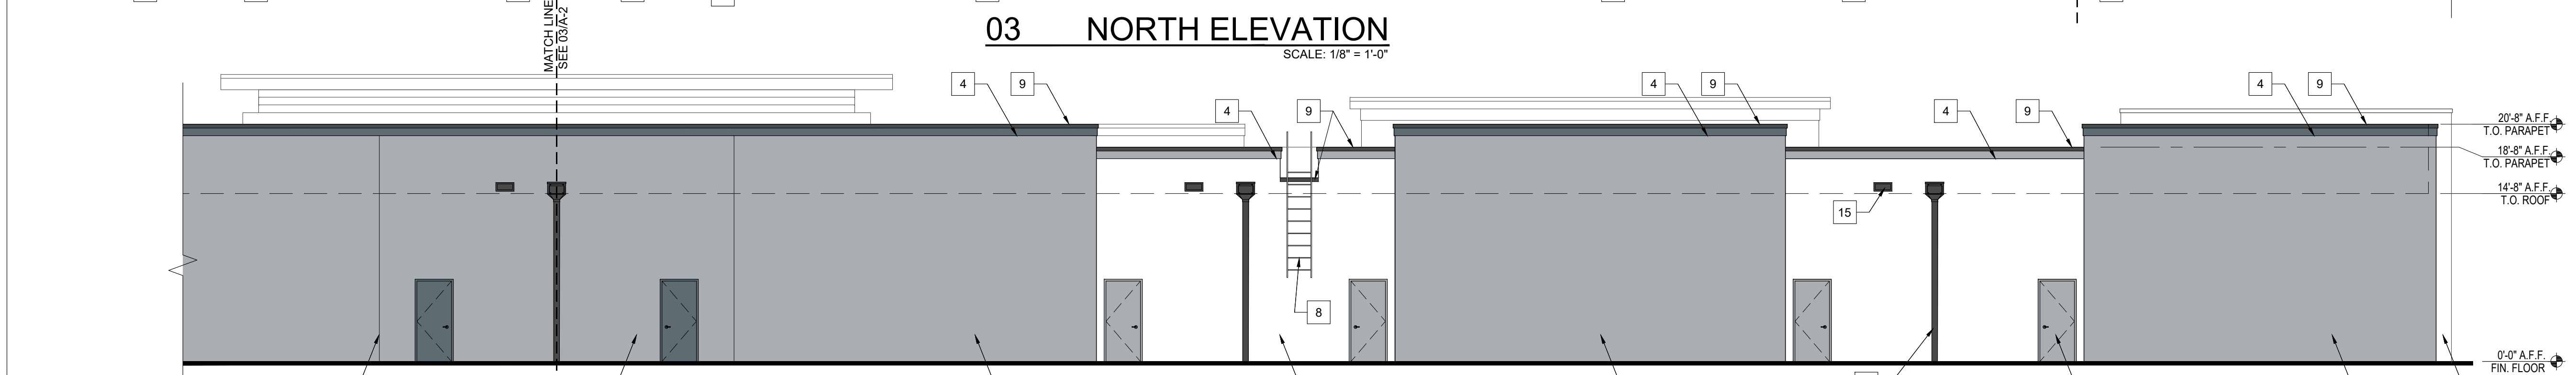 MATCH LINE
SEE 03/A-2
03 NORTH ELEVATION
SCALE: 1/8" = 1'-0"
4 9 4 9 4 9
4 9 4 9
20'-8" A.F.F.
T.O. PARAPET
18'-8" A.F.F.
T.O. PARAPET
14'-8" A.F.F.
T.O. ROOF
15
8
0'-0" A.F.F.
FIN. FLOOR